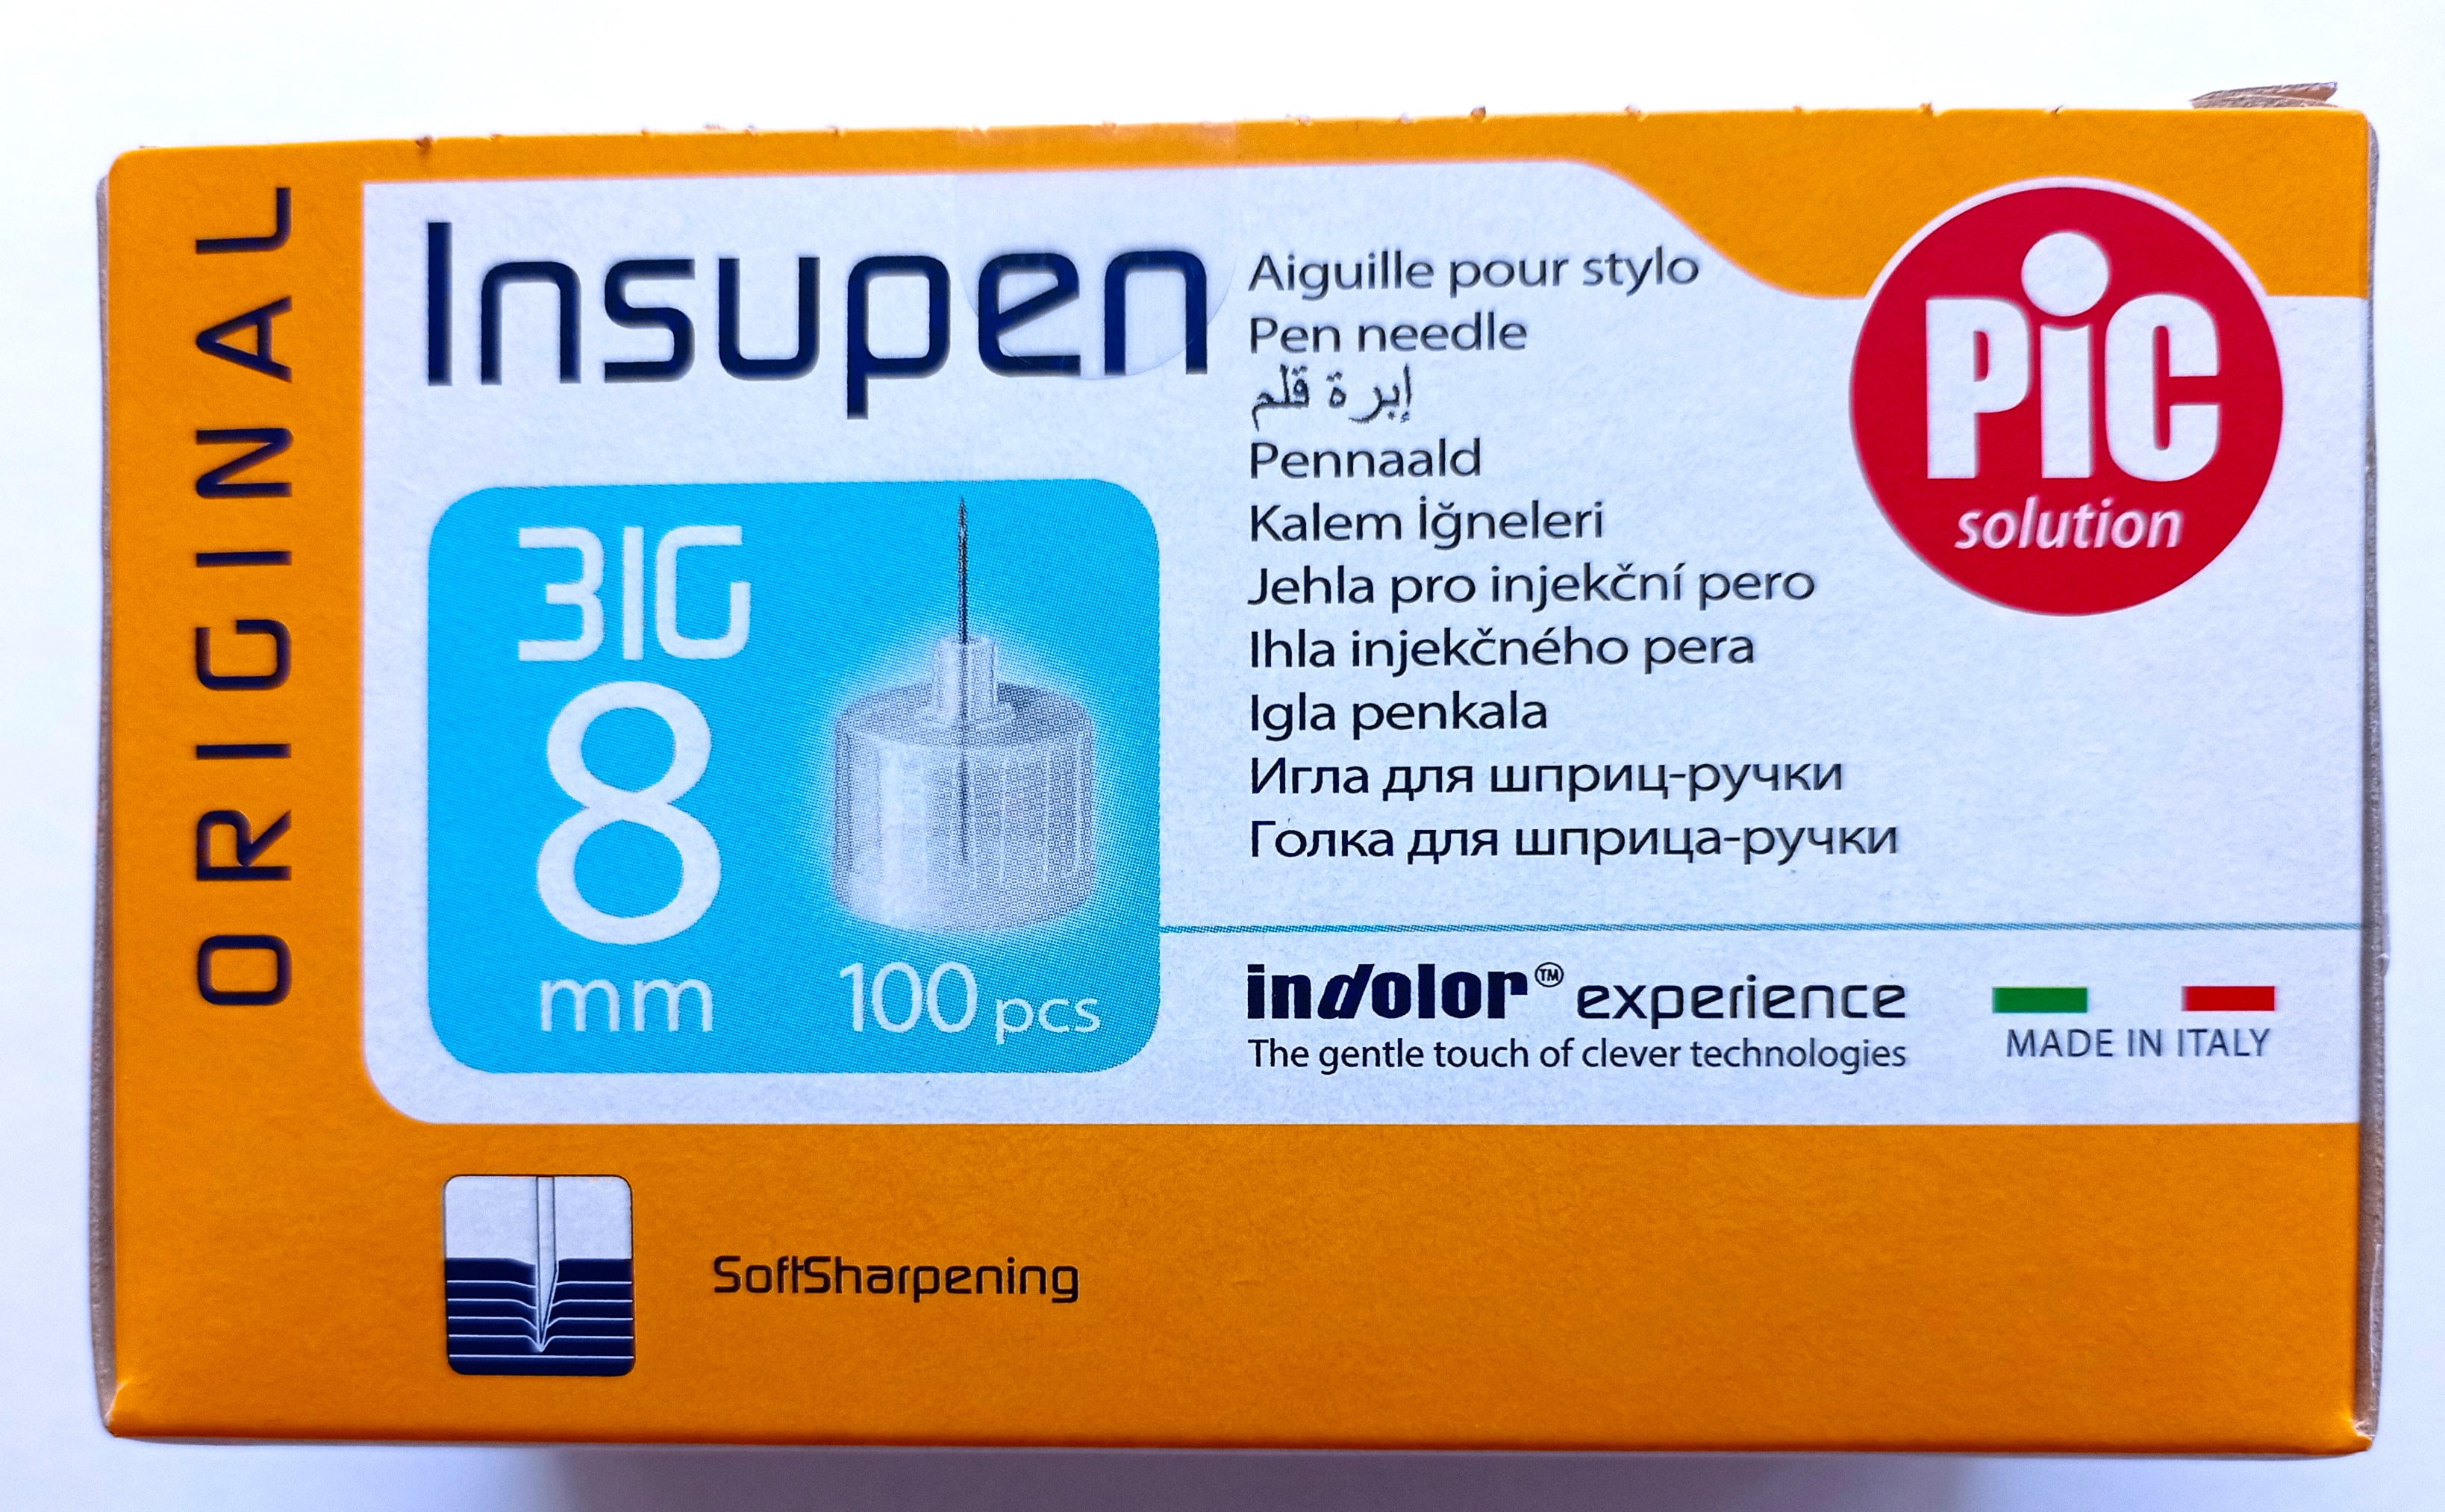 ORIGINAL
Insupen
Aiguille pour stylo
Pen needle
إبرة قلم
Pennaald
Kalem İğneleri
Jehla pro injekční pero
Ihla injekčného pera
Igla penkala
Игла для шприц-ручки
Голка для шприца-ручки
PiC
solution
31G
8
mm
100 pcs
indolor™ experience
The gentle touch of clever technologies
MADE IN ITALY
SoftSharpening